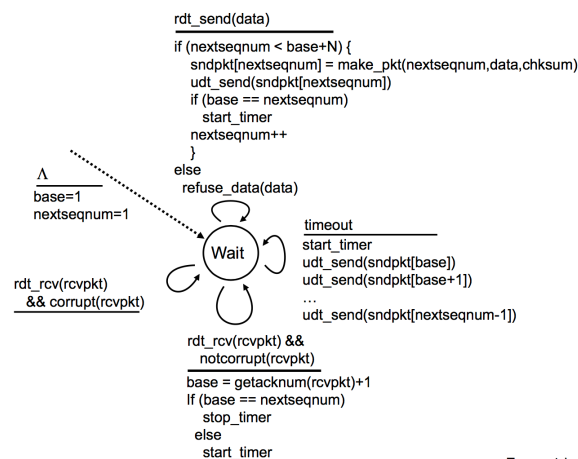 rdt_send(data)
if (nextseqnum < base+N) {
sndpkt[nextseqnum] = make_pkt(nextseqnum,data,chksum)
udt_send(sndpkt[nextseqnum])
if (base == nextseqnum)
start_timer
nextseqnum++
}
else
refuse_data(data)
Λ
base=1
nextseqnum=1
Wait
timeout
start_timer
udt_send(sndpkt[base])
udt_send(sndpkt[base+1])
…
udt_send(sndpkt[nextseqnum-1])
rdt_rcv(rcvpkt)
&& corrupt(rcvpkt)
rdt_rcv(rcvpkt) &&
notcorrupt(rcvpkt)
base = getacknum(rcvpkt)+1
If (base == nextseqnum)
stop_timer
else
start_timer